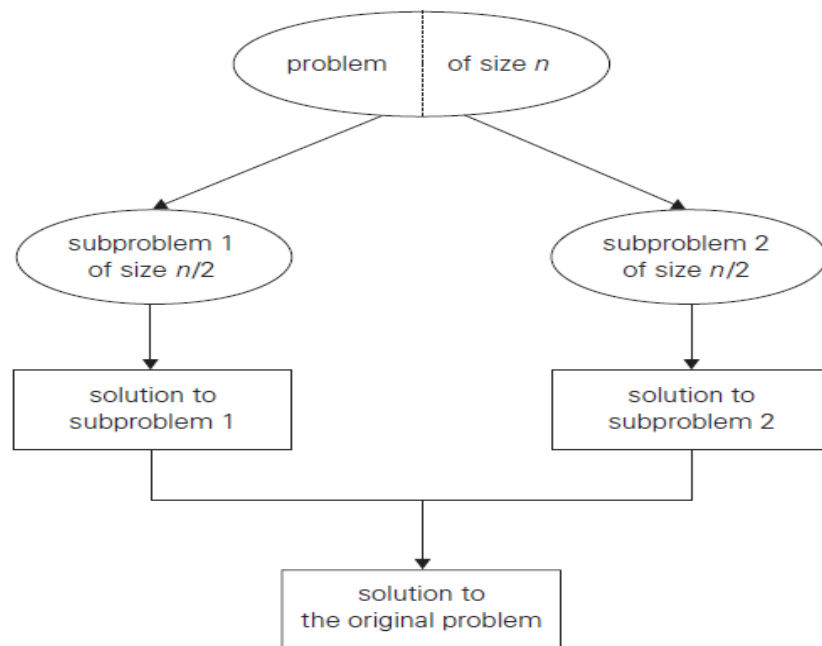 problem of size n
subproblem 1
of size n/2
subproblem 2
of size n/2
solution to
subproblem 1
solution to
subproblem 2
solution to
the original problem